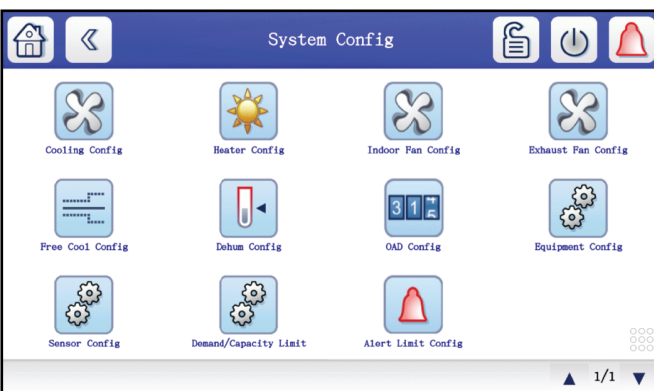 System Config
Cooling Config
Heater Config
Indoor Fan Config
Exhaust Fan Config
Free Cool Config
Dehum Config
OAD Config
Equipment Config
Sensor Config
Demand/Capacity Limit
Alert Limit Config
1/1